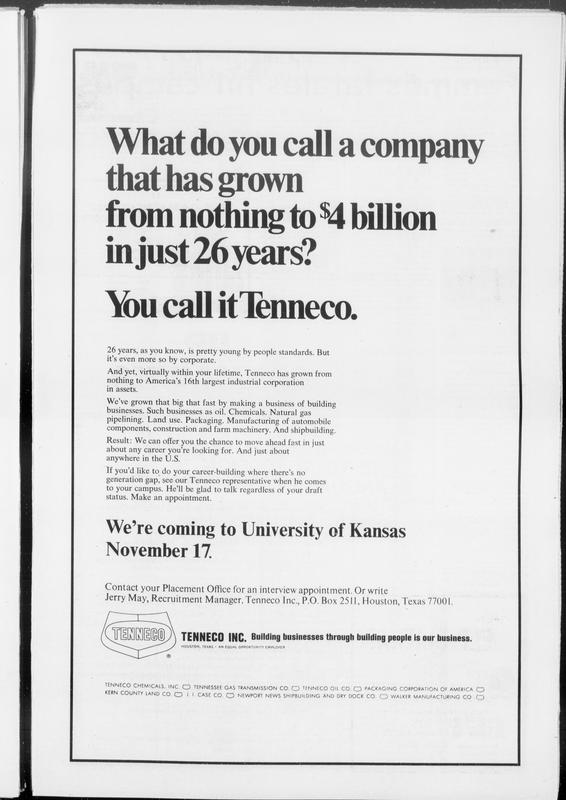 What do you call a company
that has grown
from nothing to $4 billion
in just 26 years?
You call it Tenneco.
26 years, as you know, is pretty young by people standards. But
it's even more so by corporate.
And yet, virtually within your lifetime, Tenneco has grown from
nothing to America's 16th largest industrial corporation
in assets.
We've grown that big that fast by making a business of building
businesses. Such businesses as oil. Chemicals. Natural gas
pipelining. Land use. Packaging. Manufacturing of automobile
components, construction and farm machinery. And shipbuilding.
Result: We can offer you the chance to move ahead fast in just
about any career you're looking for. And just about
anywhere in the U.S.
If you'd like to do your career-building where there's no
generation gap, see our Tenneco representative when he comes
to your campus. He'll be glad to talk regardless of your draft
status. Make an appointment.
We're coming to University of Kansas
November 17.
Contact your Placement Office for an interview appointment. Or write
Jerry May, Recruitment Manager, Tenneco Inc., P.O. Box 2511, Houston, Texas 77001.
TENNECO
®
TENNECO INC. Building businesses through building people is our business.
HOUSTON, TEXAS • AN EQUAL OPPORTUNITY EMPLOYER
TENNECO CHEMICALS, INC. TENNESSEE GAS TRANSMISSION CO. TENNECO OIL CO. PACKAGING CORPORATION OF AMERICA
KERN COUNTY LAND CO. J. I. CASE CO. NEWPORT NEWS SHIPBUILDING AND DRY DOCK CO. WALKER MANUFACTURING CO.